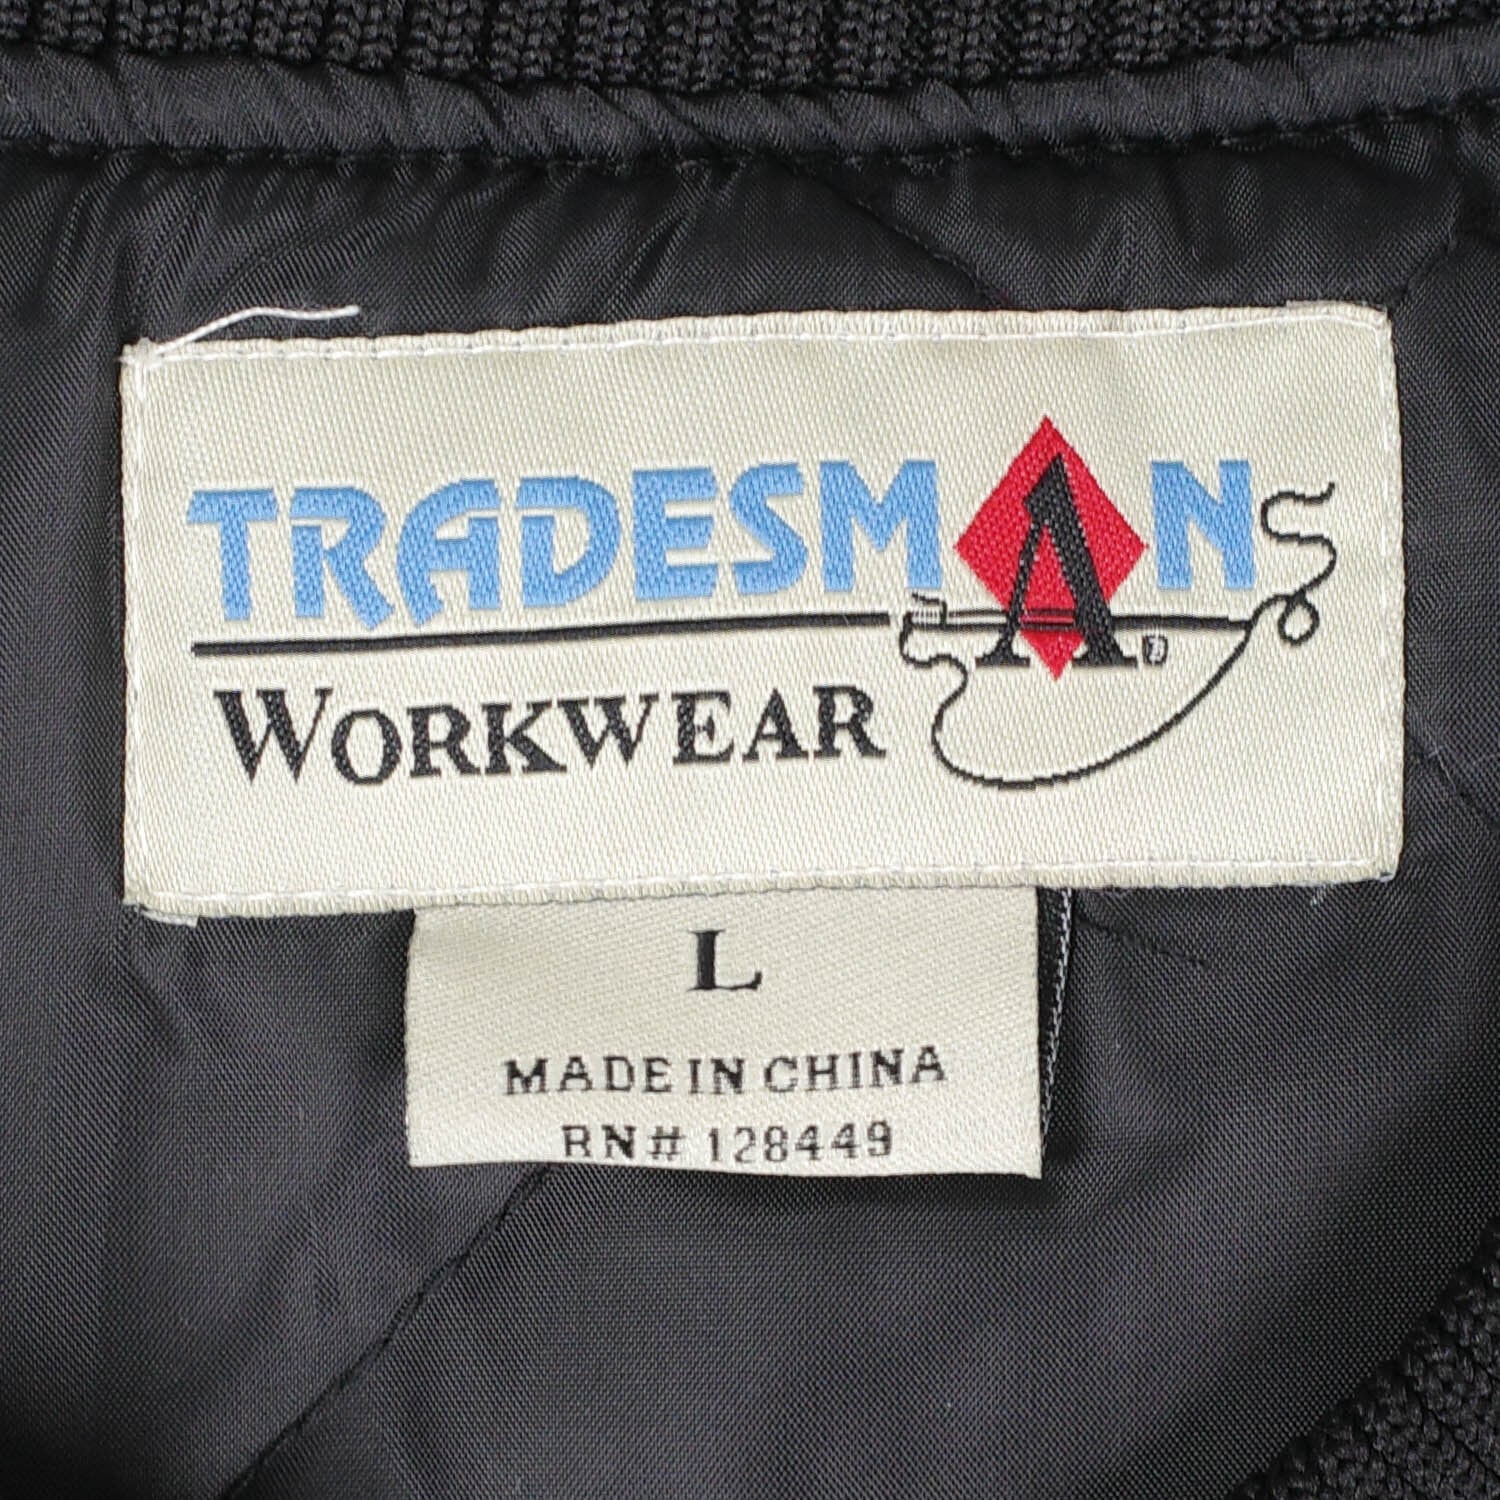 TRADESMAN
WORKWEAR
L
MADE IN CHINA
RN# 128449